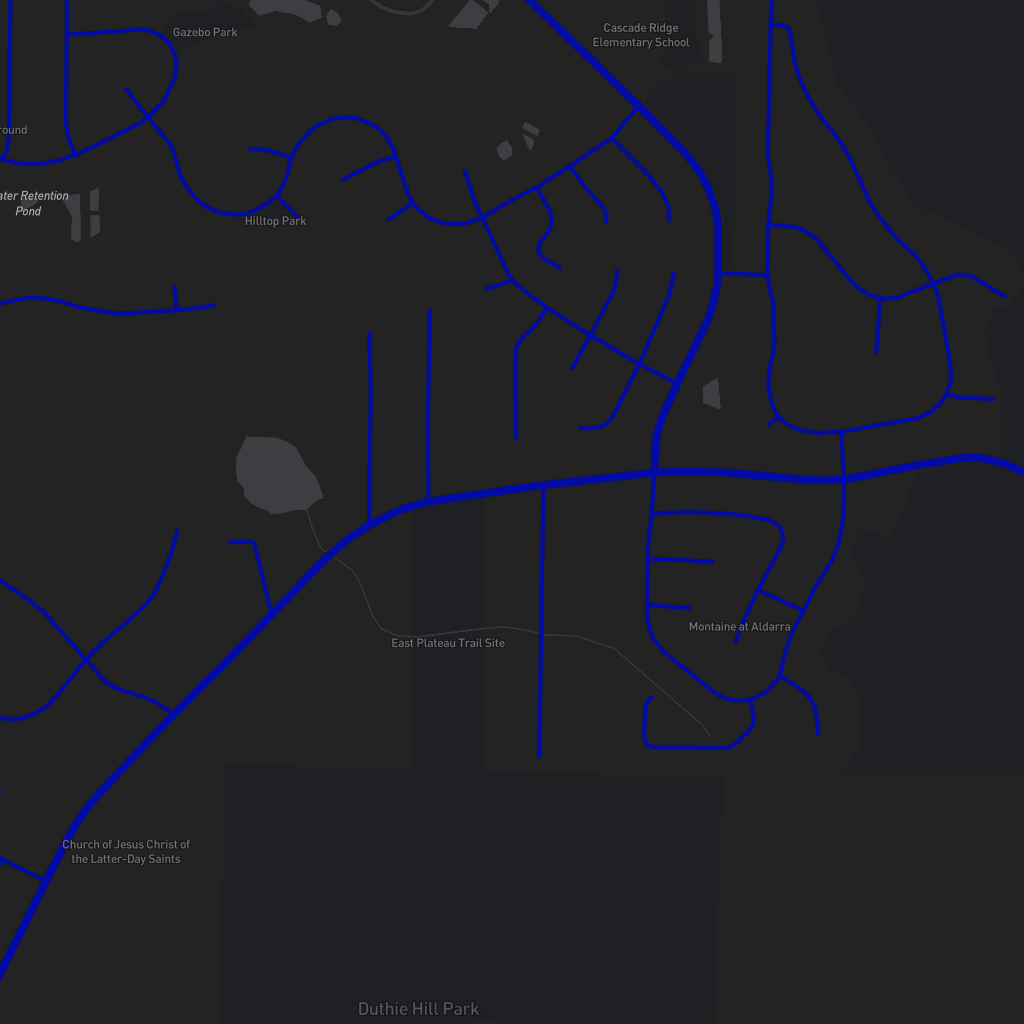 Gazebo Park
Cascade Ridge
Elementary School
round
ater Retention
Pond
Hilltop Park
Montaine at Aldarra
East Plateau Trail Site
Church of Jesus Christ of
the Latter-Day Saints
Duthie Hill Park